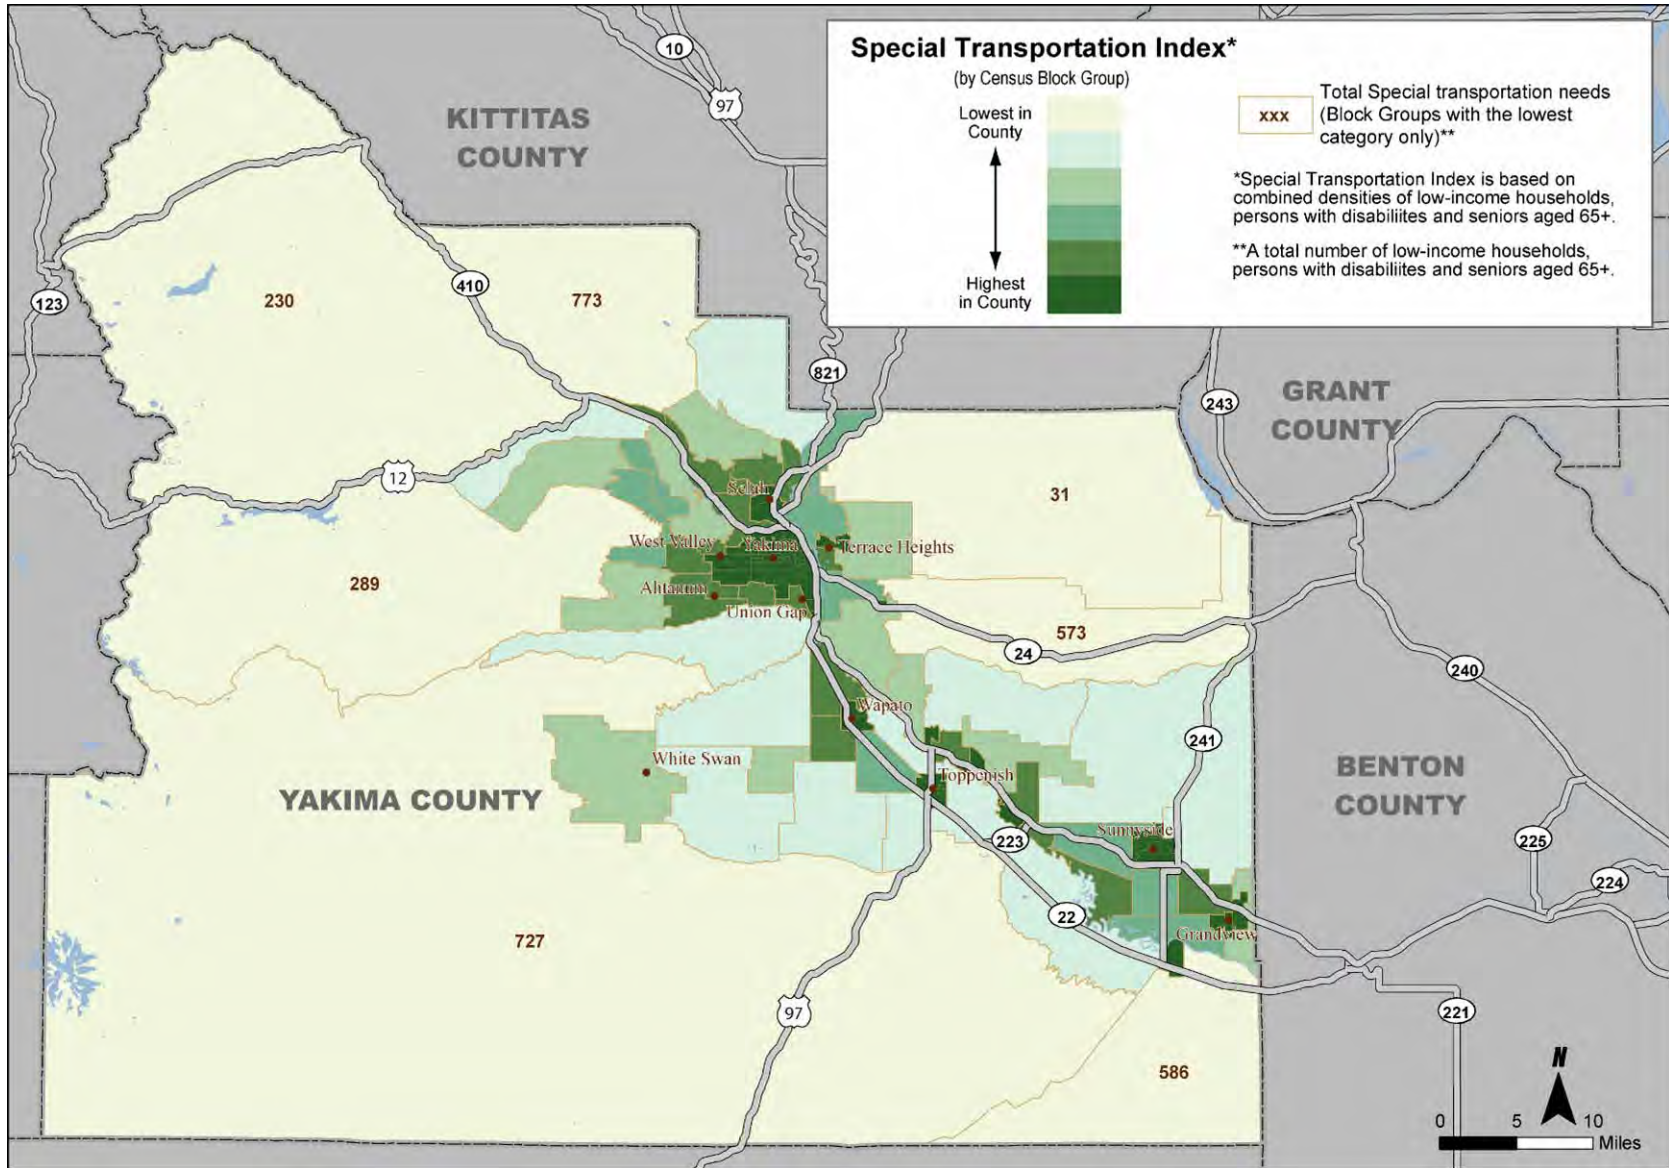 Special Transportation Index*
(by Census Block Group)
Lowest in
County
Highest
in County
xxx
Total Special transportation needs
(Block Groups with the lowest
category only)**
*Special Transportation Index is based on
combined densities of low-income households,
persons with disabiliites and seniors aged 65+.
**A total number of low-income households,
persons with disabiliites and seniors aged 65+.
10
97
KITTITAS
COUNTY
123
230
410
773
821
243
GRANT
COUNTY
12
31
Selah
West Valley
Yakima
Terrace Heights
289
Ahtanum
Union Gap
573
24
240
Wapato
241
White Swan
Toppenish
YAKIMA COUNTY
BENTON
COUNTY
223
Sunnyside
225
224
22
Grandview
727
97
221
586
N
0 5 10
Miles